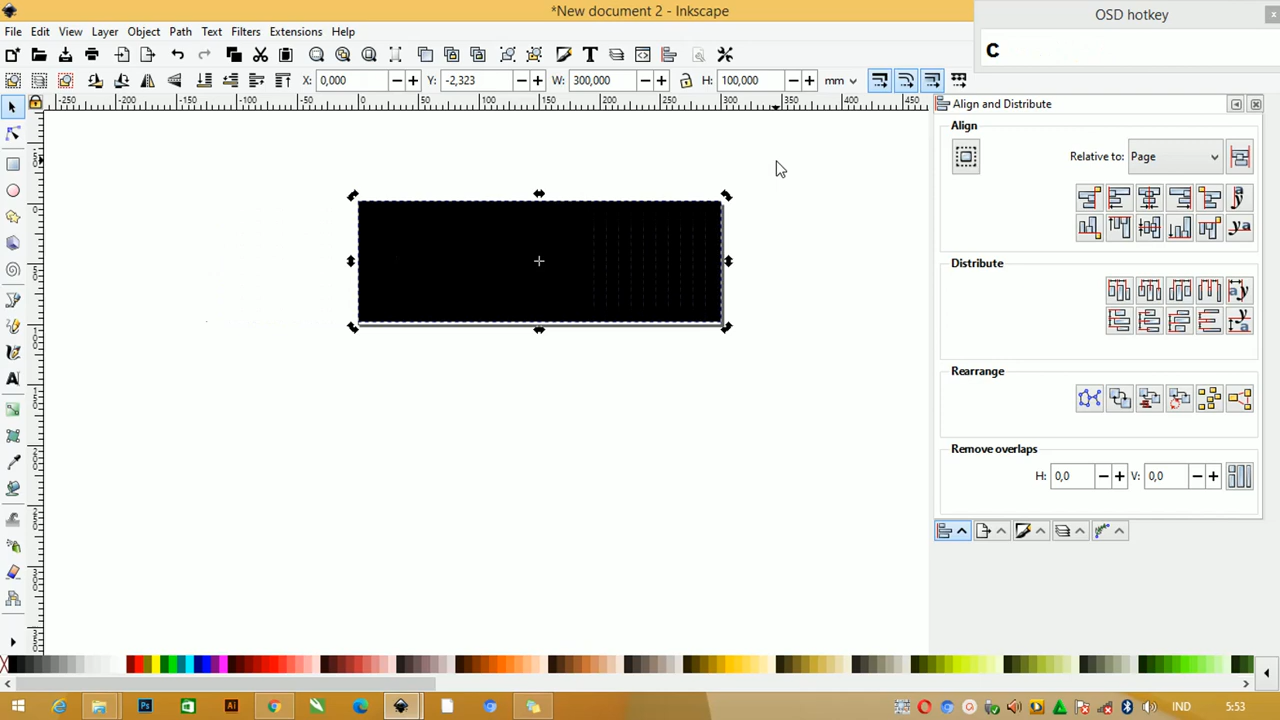 *New document 2 - Inkscape
OSD hotkey
x
C
File Edit View Layer Object Path Text Filters Extensions Help
X: 0,000 Y: -2,323 W: 300,000 H: 100,000 mm
-250 -200 -150 -100 -50 0 50 100 150 200 250 300 350 400 450
Align and Distribute
Align
Relative to: Page
Distribute
Rearrange
Remove overlaps
H: 0,0 V: 0,0
Ps Ai IND 5:53